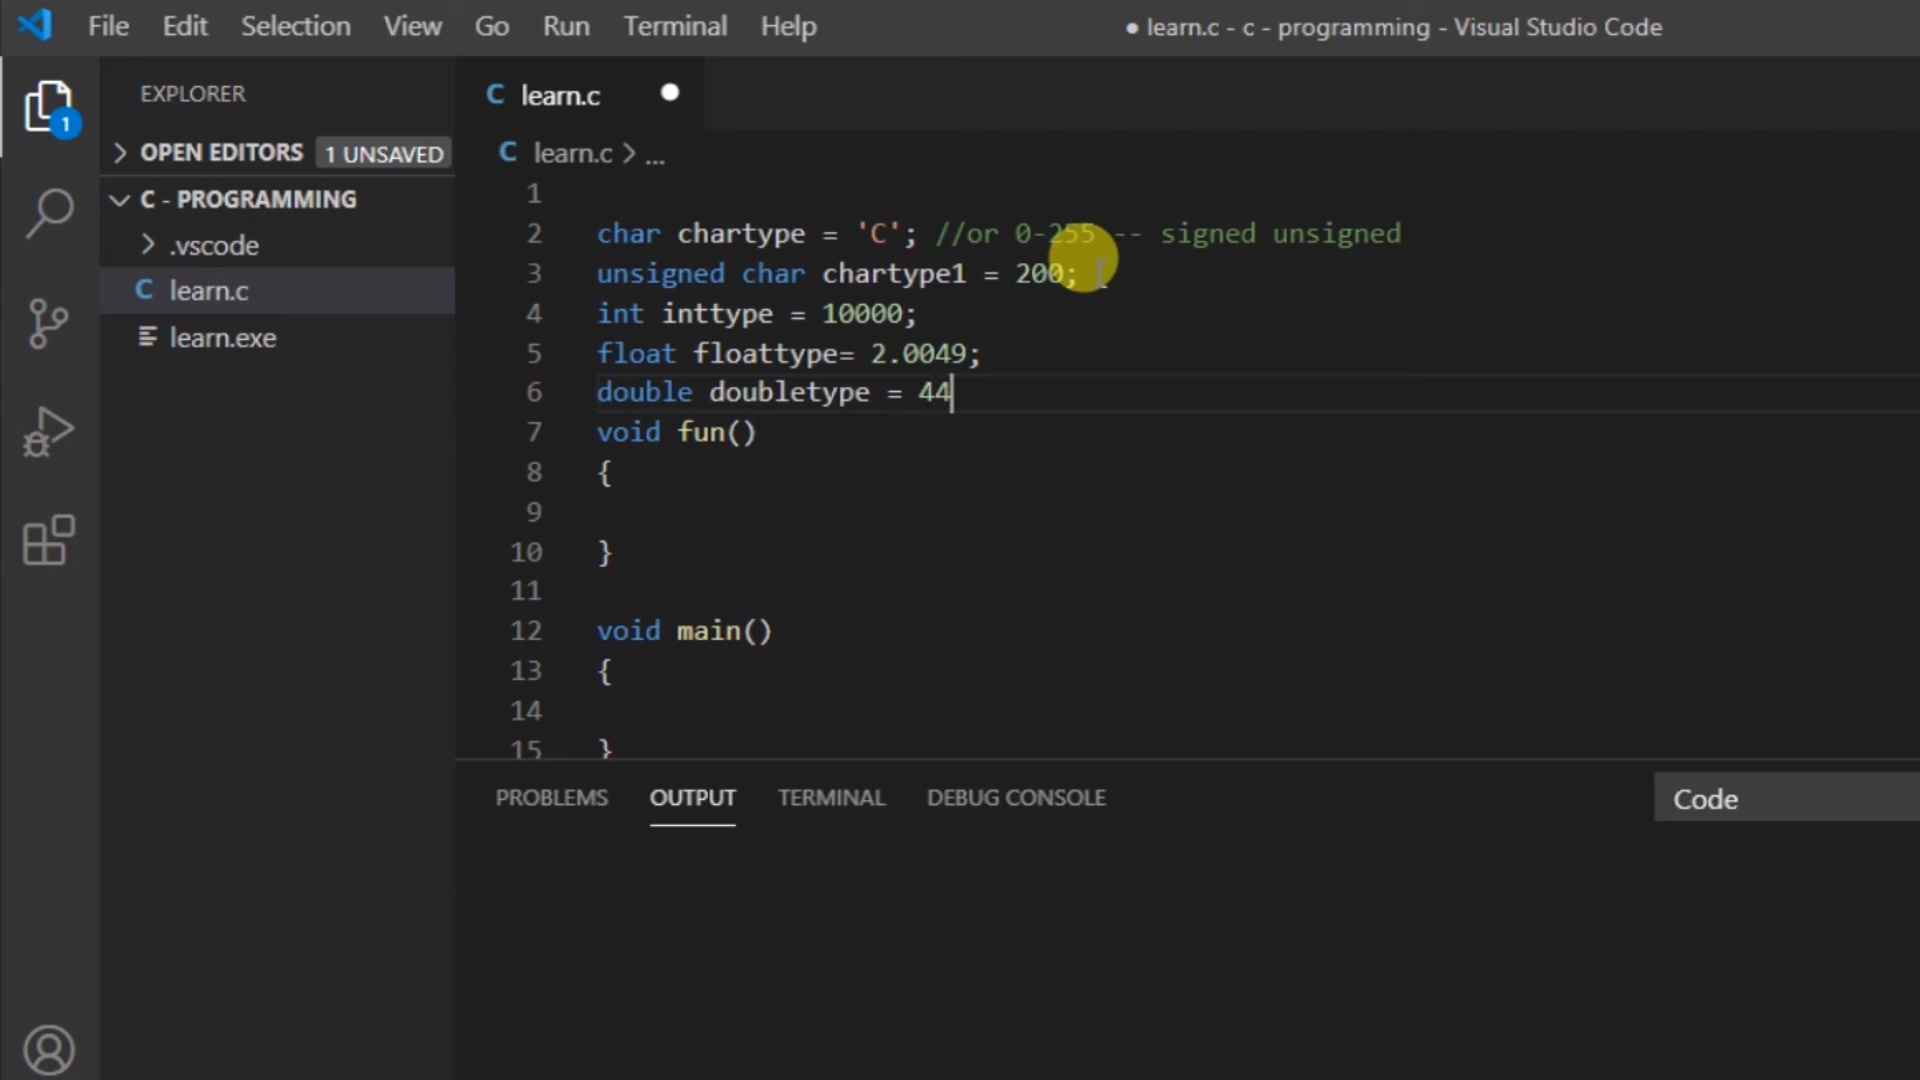 File Edit Selection View Go Run Terminal Help ● learn.c - c - programming - Visual Studio Code
EXPLORER
OPEN EDITORS 1 UNSAVED
C - PROGRAMMING
.vscode
C learn.c
learn.exe
1
C learn.c
C learn.c > ...
1
2 char chartype = 'C'; //or 0-255 -- signed unsigned
3 unsigned char chartype1 = 200;
4 int inttype = 10000;
5 float floattype= 2.0049;
6 double doubletype = 44
7 void fun()
8 {
9
10 }
11
12 void main()
13 {
14
15 }
PROBLEMS OUTPUT TERMINAL DEBUG CONSOLE Code